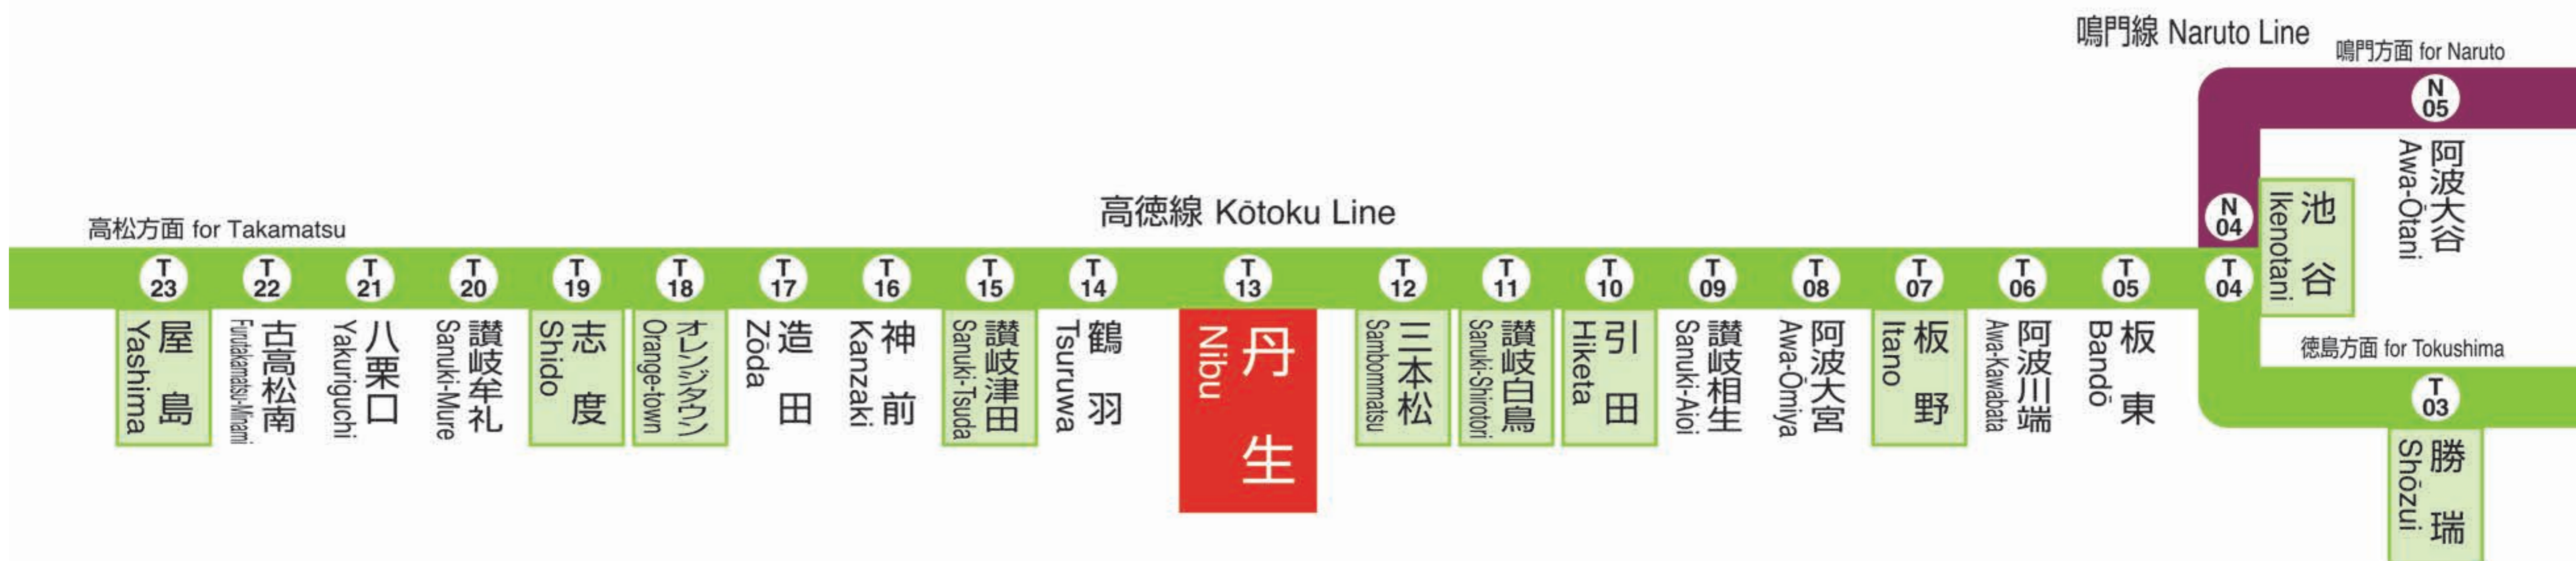 鳴門線 Naruto Line
鳴門方面 for Naruto
N
05
阿波大谷
Awa-Ōtani
高徳線 Kōtoku Line
高松方面 for Takamatsu
T
23
屋島
Yashima
T
22
古高松南
Furutakamatsu-Minami
T
21
八栗口
Yakuriguchi
T
20
讃岐牟礼
Sanuki-Mure
T
19
志度
Shido
T
18
オレンジタウン
Orange-town
T
17
造田
Zōda
T
16
神前
Kanzaki
T
15
讃岐津田
Sanuki-Tsuda
T
14
鶴羽
Tsuruwa
T
13
丹生
Nibu
T
12
三本松
Sambommatsu
T
11
讃岐白鳥
Sanuki-Shirotori
T
10
引田
Hiketa
T
09
讃岐相生
Sanuki-Aioi
T
08
阿波大宮
Awa-Ōmiya
T
07
板野
Itano
T
06
阿波川端
Awa-Kawabata
T
05
板東
Bandō
N
04
T
04
池谷
Ikenotani
徳島方面 for Tokushima
T
03
勝瑞
Shōzui